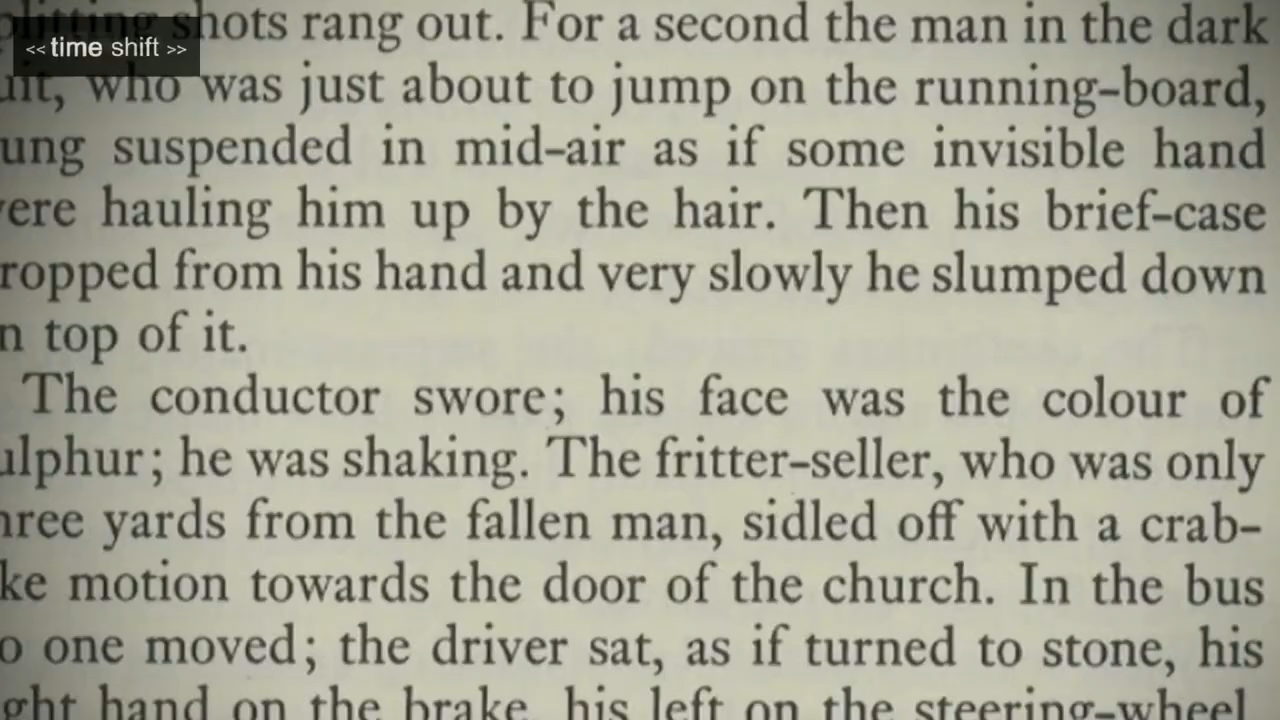 << time shift >>
shots rang out. For a second the man in the dark
uit, who was just about to jump on the running-board,
ung suspended in mid-air as if some invisible hand
ere hauling him up by the hair. Then his brief-case
ropped from his hand and very slowly he slumped down
n top of it.
The conductor swore; his face was the colour of
ulphur; he was shaking. The fritter-seller, who was only
hree yards from the fallen man, sidled off with a crab-
ke motion towards the door of the church. In the bus
o one moved; the driver sat, as if turned to stone, his
ght hand on the brake, his left on the steering-wheel